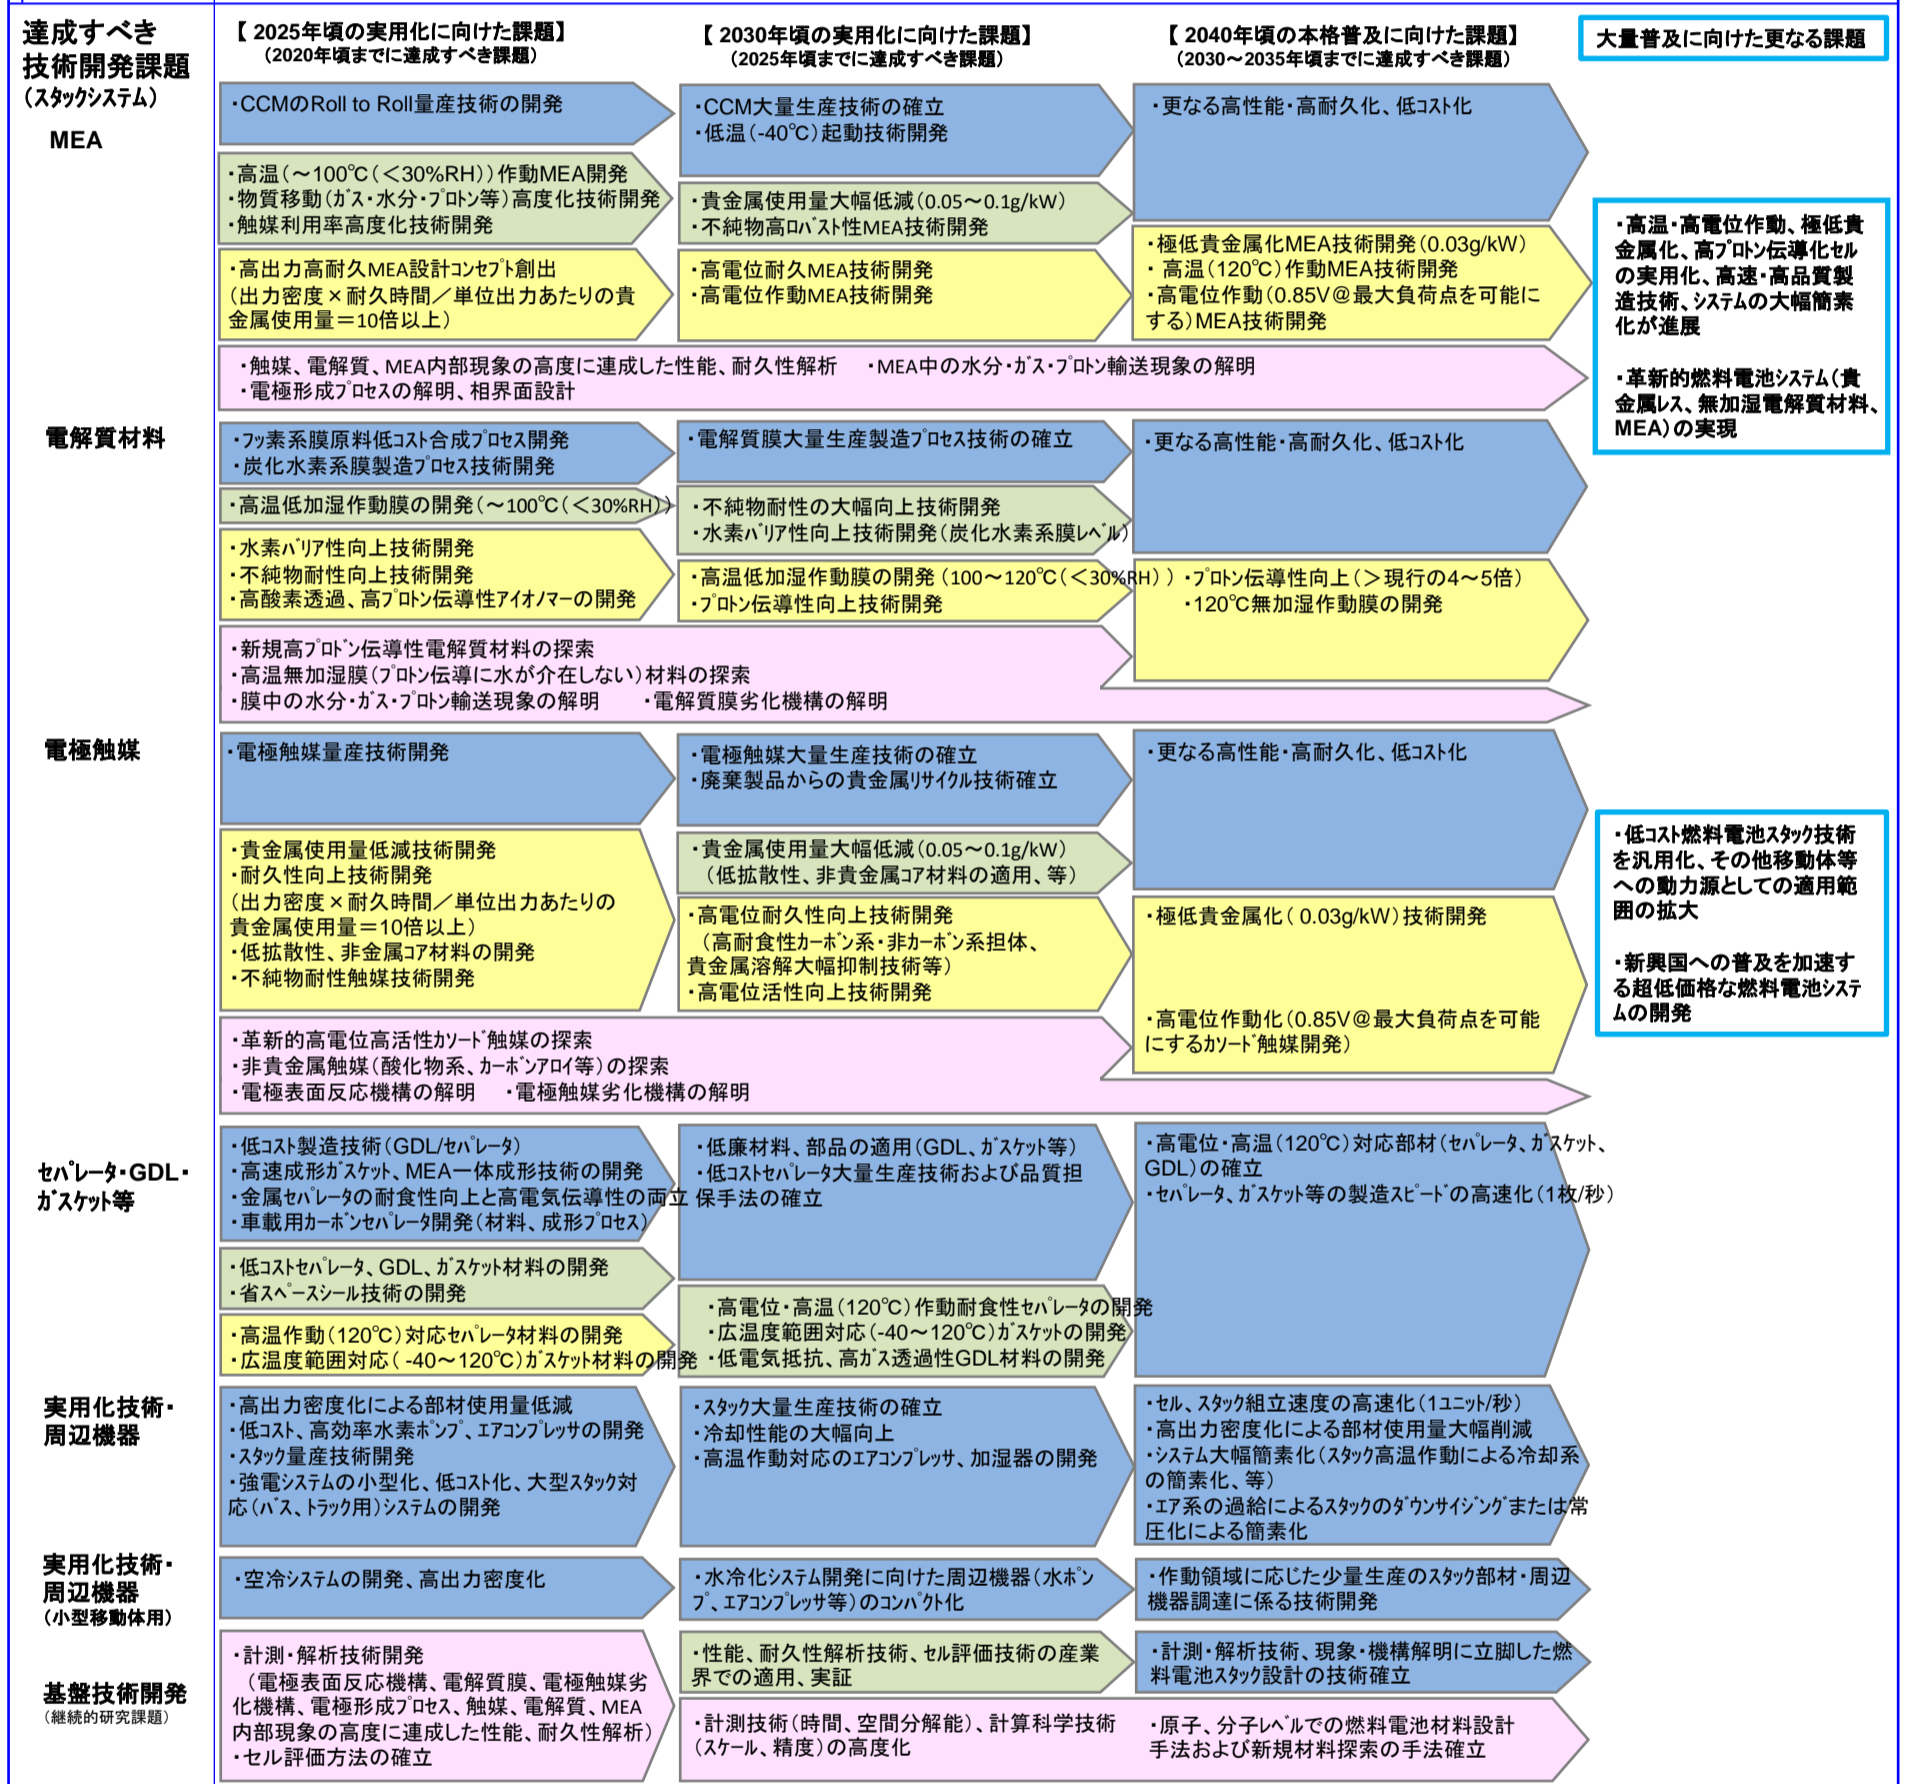 達成すべき
技術開発課題
（スタックシステム）
【 2025年頃の実用化に向けた課題】
（2020年頃までに達成すべき課題）
【 2030年頃の実用化に向けた課題】
（2025年頃までに達成すべき課題）
【 2040年頃の本格普及に向けた課題】
（2030～2035年頃までに達成すべき課題）
大量普及に向けた更なる課題
MEA
・CCMのRoll to Roll量産技術の開発
・CCM大量生産技術の確立
・低温（-40℃）起動技術開発
・更なる高性能・高耐久化、低コスト化
・高温（～100℃（＜30%RH））作動MEA開発
・物質移動（ガス・水分・プロトン等）高度化技術開発
・触媒利用率高度化技術開発
・貴金属使用量大幅低減（0.05～0.1g/kW）
・不純物高ロバスト性MEA技術開発
・高出力高耐久MEA設計コンセプト創出
（出力密度×耐久時間／単位出力あたりの貴
金属使用量＝10倍以上）
・高電位耐久MEA技術開発
・高電位作動MEA技術開発
・極低貴金属化MEA技術開発（0.03g/kW）
・ 高温（120℃）作動MEA技術開発
・高電位作動（0.85V＠最大負荷点を可能に
する）MEA技術開発
・触媒、電解質、MEA内部現象の高度に連成した性能、耐久性解析　・MEA中の水分・ガス・プロトン輸送現象の解明
・電極形成プロセスの解明、相界面設計
・高温・高電位作動、極低貴
金属化、高プロトン伝導化セル
の実用化、高速・高品質製
造技術、システムの大幅簡素
化が進展
・革新的燃料電池システム（貴
金属レス、無加湿電解質材料、
MEA）の実現
電解質材料
・フッ素系膜原料低コスト合成プロセス開発
・炭化水素系膜製造プロセス技術開発
・電解質膜大量生産製造プロセス技術の確立
・更なる高性能・高耐久化、低コスト化
・高温低加湿作動膜の開発（～100℃（＜30%RH））
・不純物耐性の大幅向上技術開発
・水素バリア性向上技術開発（炭化水素系膜レベル）
・水素バリア性向上技術開発
・不純物耐性向上技術開発
・高酸素透過、高プロトン伝導性アイオノマーの開発
・高温低加湿作動膜の開発（100～120℃（＜30%RH））
・プロトン伝導性向上技術開発
・プロトン伝導性向上（＞現行の4～5倍）
・120℃無加湿作動膜の開発
・新規高プロドン伝導性電解質材料の探索
・高温無加湿膜（プロトン伝導に水が介在しない）材料の探索
・膜中の水分・ガス・プロトン輸送現象の解明　　・電解質膜劣化機構の解明
電極触媒
・電極触媒量産技術開発
・電極触媒大量生産技術の確立
・廃棄製品からの貴金属リサイクル技術確立
・更なる高性能・高耐久化、低コスト化
・貴金属使用量低減技術開発
・耐久性向上技術開発
（出力密度×耐久時間／単位出力あたりの
貴金属使用量＝10倍以上）
・低拡散性、非金属コア材料の開発
・不純物耐性触媒技術開発
・貴金属使用量大幅低減（0.05～0.1g/kW）
（低拡散性、非貴金属コア材料の適用、等）
・高電位耐久性向上技術開発
（高耐食性カーボン系・非カーボン系担体、
貴金属溶解大幅抑制技術等）
・高電位活性向上技術開発
・極低貴金属化（ 0.03g/kW）技術開発
・高電位作動化（0.85V＠最大負荷点を可能
にするカソード触媒開発）
・革新的高電位高活性カソード触媒の探索
・非貴金属触媒（酸化物系、カーボンアロイ等）の探索
・電極表面反応機構の解明　・電極触媒劣化機構の解明
・低コスト燃料電池スタック技術
を汎用化、その他移動体等
への動力源としての適用範
囲の拡大
・新興国への普及を加速す
る超低価格な燃料電池システ
ムの開発
セパレータ・GDL・
ガスケット等
・低コスト製造技術（GDL/セパレータ）
・高速成形ガスケット、MEA一体成形技術の開発
・金属セパレータの耐食性向上と高電気伝導性の両立
・車載用カーボンセパレータ開発（材料、成形プロセス）
・低廉材料、部品の適用（GDL、ガスケット等）
・低コストセパレータ大量生産技術および品質担
保手法の確立
・高電位・高温（120℃）対応部材（セパレータ、ガスケット、
GDL）の確立
・セパレータ、ガスケット等の製造スピードの高速化（1枚/秒）
・低コストセパレータ、GDL、ガスケット材料の開発
・省スペースシール技術の開発
・高温作動（120℃）対応セパレータ材料の開発
・広温度範囲対応（ -40～120℃）ガスケット材料の開発
・高電位・高温（120℃）作動耐食性セパレータの開発
・広温度範囲対応（-40～120℃）ガスケットの開発
・低電気抵抗、高ガス透過性GDL材料の開発
実用化技術・
周辺機器
・高出力密度化による部材使用量低減
・低コスト、高効率水素ポンプ、エアコンプレッサの開発
・スタック量産技術開発
・強電システムの小型化、低コスト化、大型スタック対
応（バス、トラック用）システムの開発
・スタック大量生産技術の確立
・冷却性能の大幅向上
・高温作動対応のエアコンプレッサ、加湿器の開発
・セル、スタック組立速度の高速化（1ユニット/秒）
・高出力密度化による部材使用量大幅削減
・システム大幅簡素化（スタック高温作動による冷却系
の簡素化、等）
・エア系の過給によるスタックのダウンサイジングまたは常
圧化による簡素化
実用化技術・
周辺機器
（小型移動体用）
・空冷システムの開発、高出力密度化
・水冷化システム開発に向けた周辺機器（水ポン
プ、エアコンプレッサ等）のコンパクト化
・作動領域に応じた少量生産のスタック部材・周辺
機器調達に係る技術開発
基盤技術開発
（継続的研究課題）
・計測・解析技術開発
（電極表面反応機構、電解質膜、電極触媒劣
化機構、電極形成プロセス、触媒、電解質、MEA
内部現象の高度に連成した性能、耐久性解析）
・セル評価方法の確立
・性能、耐久性解析技術、セル評価技術の産業
界での適用、実証
・計測・解析技術、現象・機構解明に立脚した燃
料電池スタック設計の技術確立
・計測技術（時間、空間分解能）、計算科学技術
（スケール、精度）の高度化
・原子、分子レベルでの燃料電池材料設計
手法および新規材料探索の手法確立